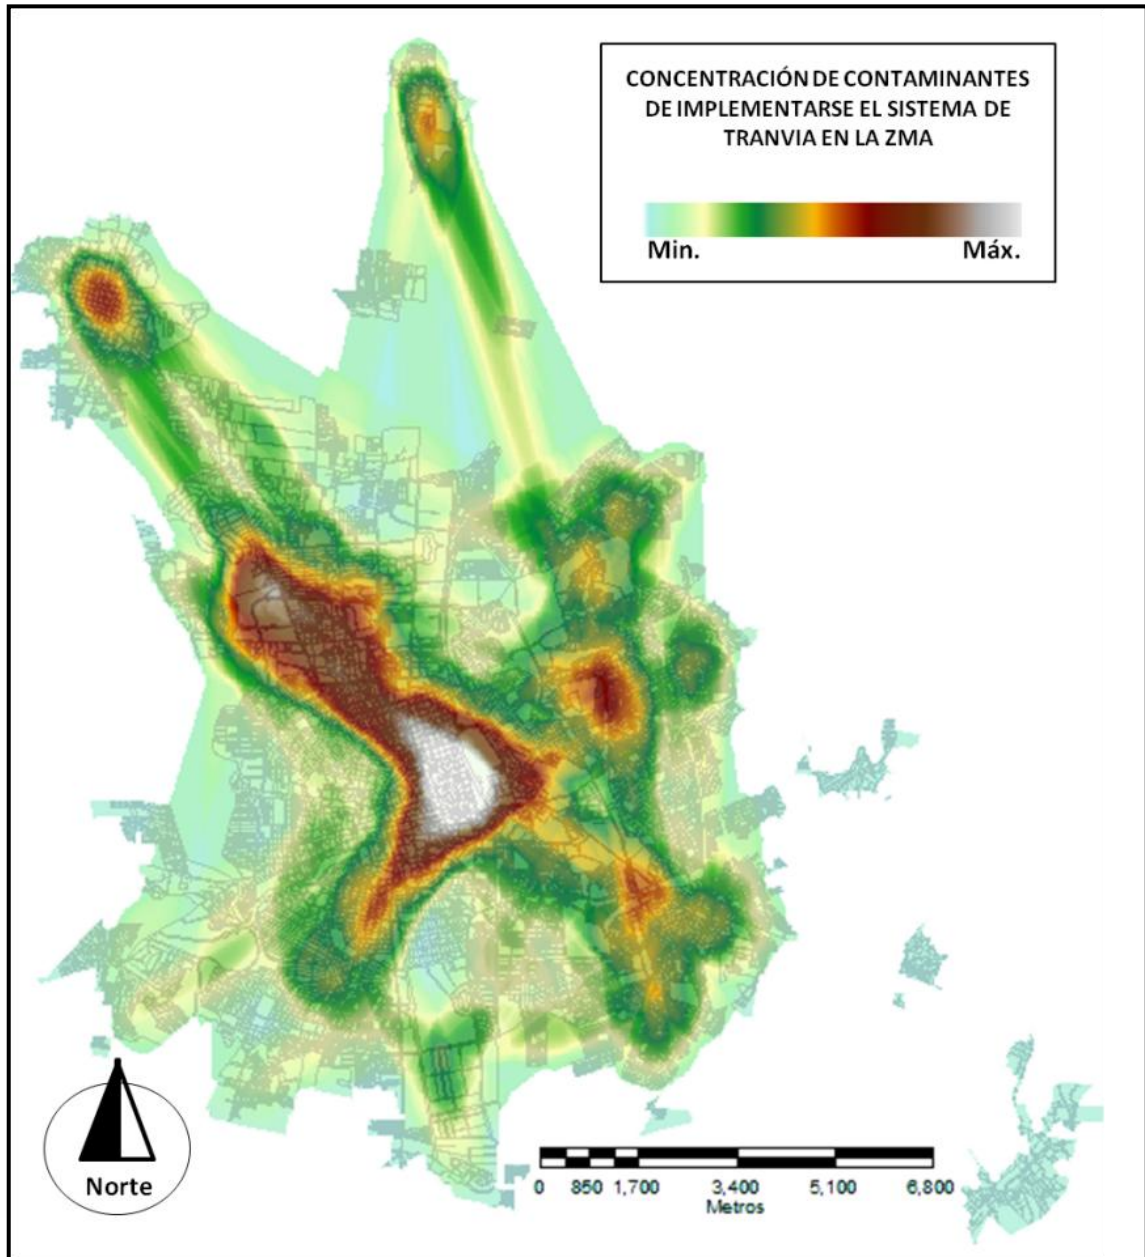 CONCENTRACIÓN DE CONTAMINANTES
DE IMPLEMENTARSE EL SISTEMA DE
TRANVIA EN LA ZMA
Min. Máx.
Norte
0 850 1,700 3,400 5,100 6,800
Metros